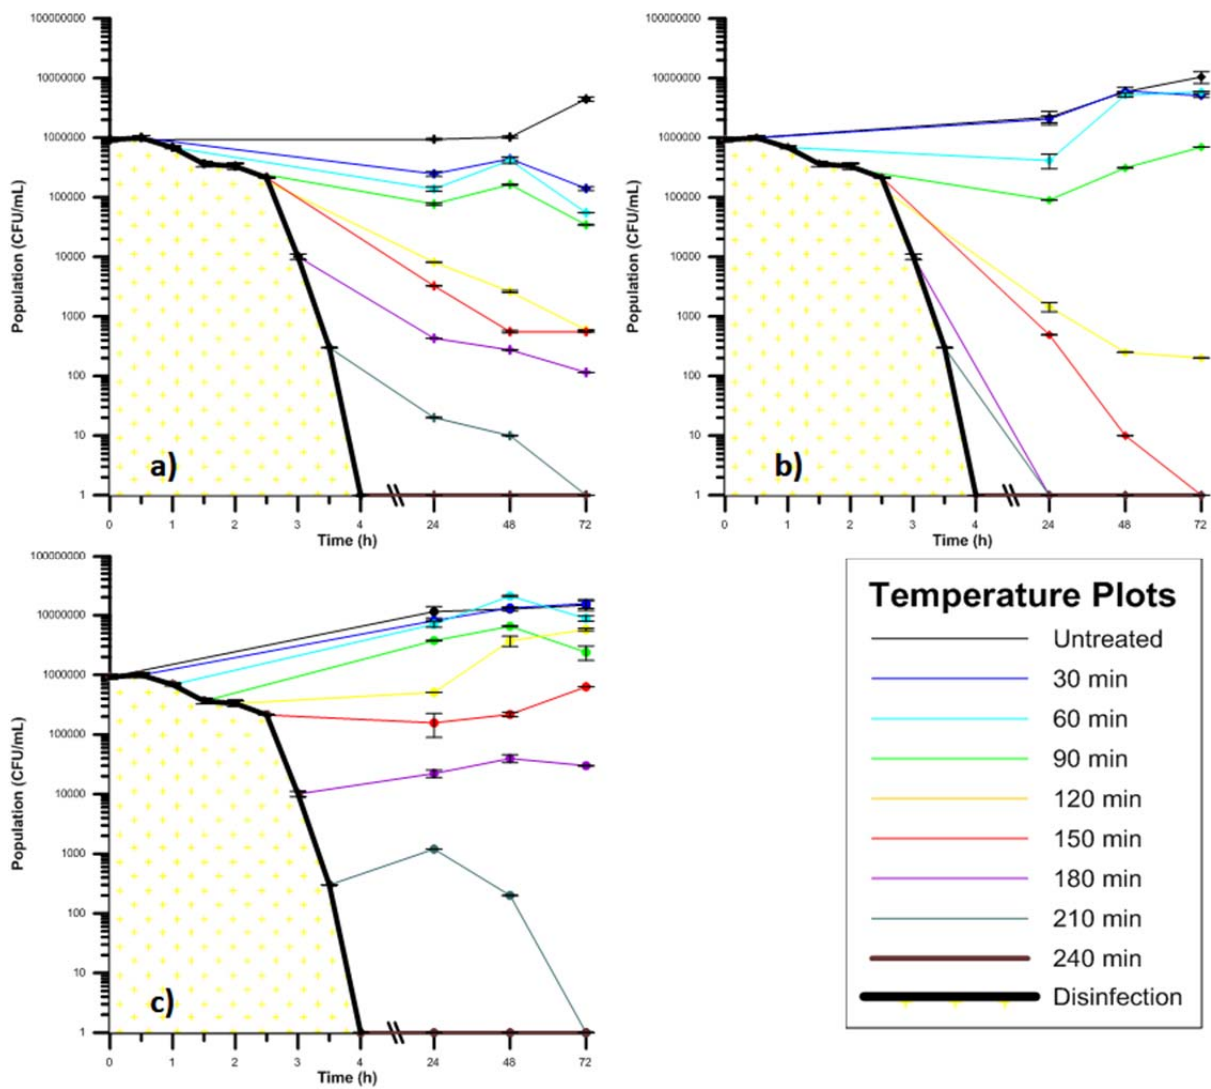 100000000
10000000
1000000
100000
10000
1000
100
10
1
Population (CFU/mL)
a)
0 1 2 3 4 24 48 72
Time (h)
100000000
10000000
1000000
100000
10000
1000
100
10
1
Population (CFU/mL)
b)
0 1 2 3 4 24 48 72
Time (h)
100000000
10000000
1000000
100000
10000
1000
100
10
1
Population (CFU/mL)
c)
0 1 2 3 4 24 48 72
Time (h)
Temperature Plots
Untreated
30 min
60 min
90 min
120 min
150 min
180 min
210 min
240 min
Disinfection